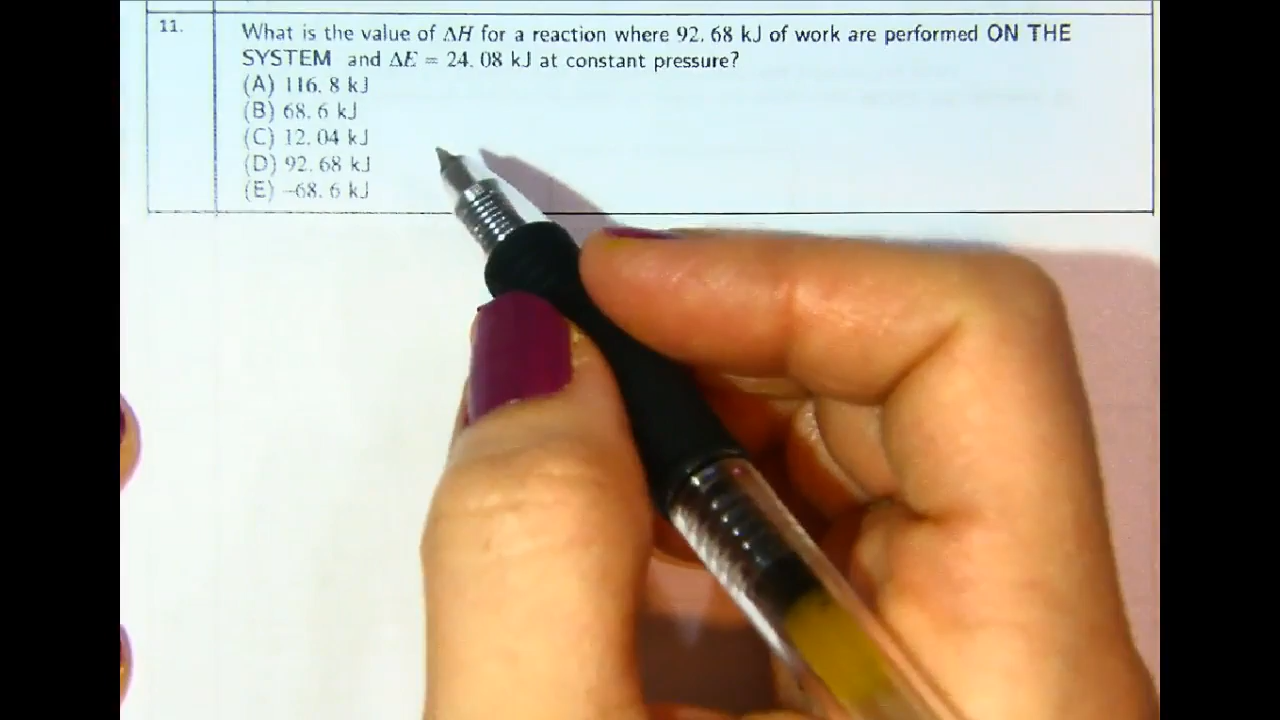 11.
What is the value of ΔH for a reaction where 92. 68 kJ of work are performed ON THE
SYSTEM and ΔE = 24. 08 kJ at constant pressure?
(A) 116. 8 kJ
(B) 68. 6 kJ
(C) 12. 04 kJ
(D) 92. 68 kJ
(E) –68. 6 kJ